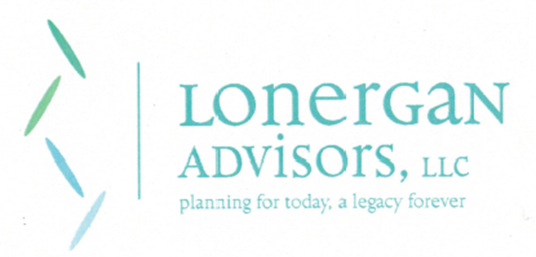 LonerGaN
ADVisors, LLC
planning for today, a legacy forever